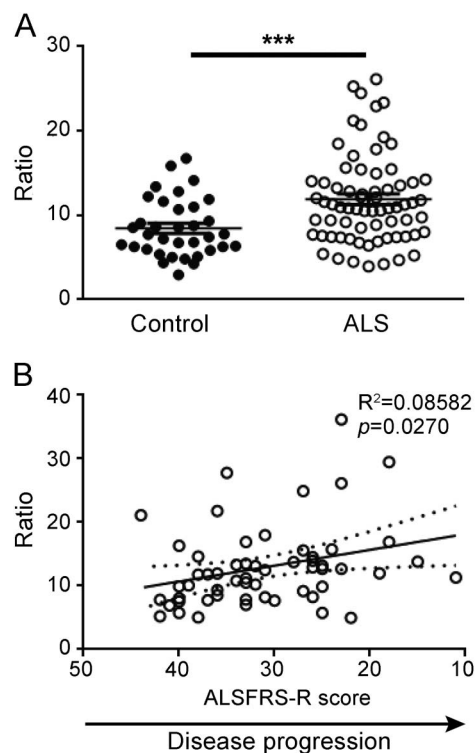 A
***
30
20
10
0
Ratio
Control ALS
B
R²=0.08582
p=0.0270
40
30
20
10
0
Ratio
50 40 30 20 10
ALSFRS-R score
Disease progression